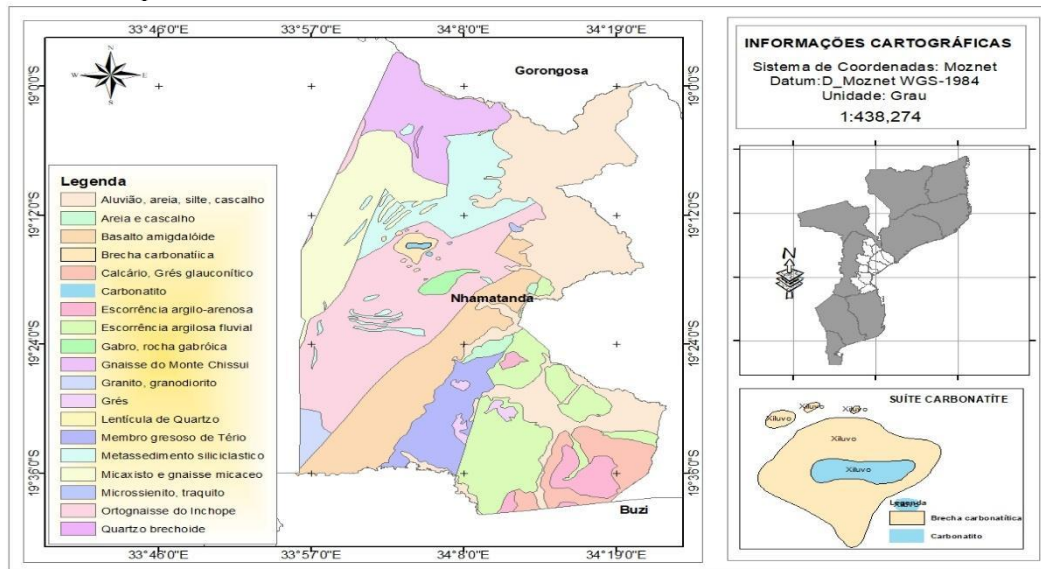 33°46'0"E 33°57'0"E 34°8'0"E 34°19'0"E
N
W E
S
Gorongosa
19°0'0"S 19°0'0"S
19°12'0"S 19°12'0"S
19°24'0"S 19°24'0"S
19°36'0"S 19°36'0"S
Legenda
Aluvião, areia, silte, cascalho
Areia e cascalho
Basalto amigdalóide
Brecha carbonatíica
Calcário, Grés glauconítico
Carbonatito
Escorrência argilo-arenosa
Escorrência argilosa fluvial
Gabro, rocha gabróica
Gnaisse do Monte Chissui
Granito, granodiorito
Grés
Lentícula de Quartzo
Membro gresoso de Tério
Metassedimento siliciclastico
Micaxisto e gnaisse micaceo
Microssienito, traquito
Ortognaisse do Inchope
Quartzo brechoide
Nhamatanda
Buzi
33°46'0"E 33°57'0"E 34°8'0"E 34°19'0"E
INFORMAÇÕES CARTOGRÁFICAS
Sistema de Coordenadas: Moznet
Datum:D_Moznet WGS-1984
Unidade: Grau
1:438,274
N
SUÍTE CARBONATÍTE
Xiluvo
Xiluvo
Xiluvo
Xiluvo
Xiluvo
Legenda
Brecha carbonatítica
Carbonatito